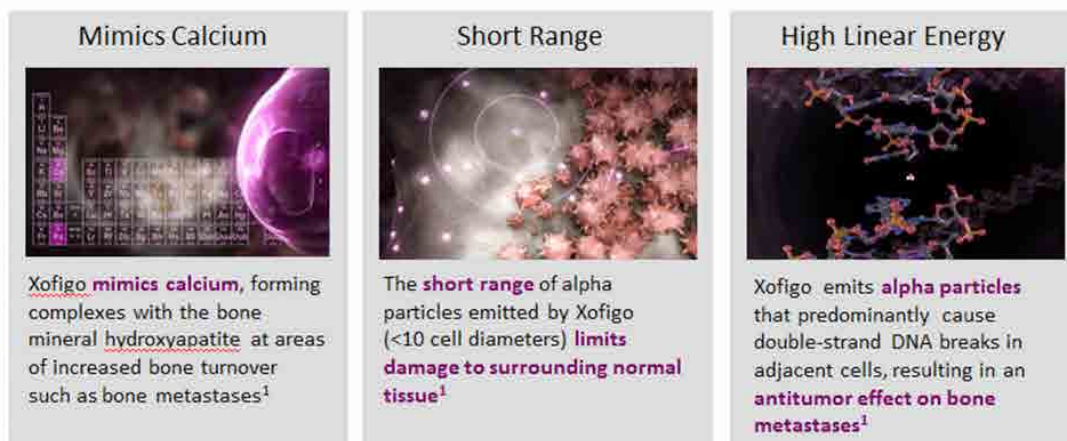 Mimics Calcium
Xofigo mimics calcium, forming
complexes with the bone
mineral hydroxyapatite at areas
of increased bone turnover
such as bone metastases¹
Short Range
The short range of alpha
particles emitted by Xofigo
(<10 cell diameters) limits
damage to surrounding normal
tissue¹
High Linear Energy
Xofigo emits alpha particles
that predominantly cause
double-strand DNA breaks in
adjacent cells, resulting in an
antitumor effect on bone
metastases¹